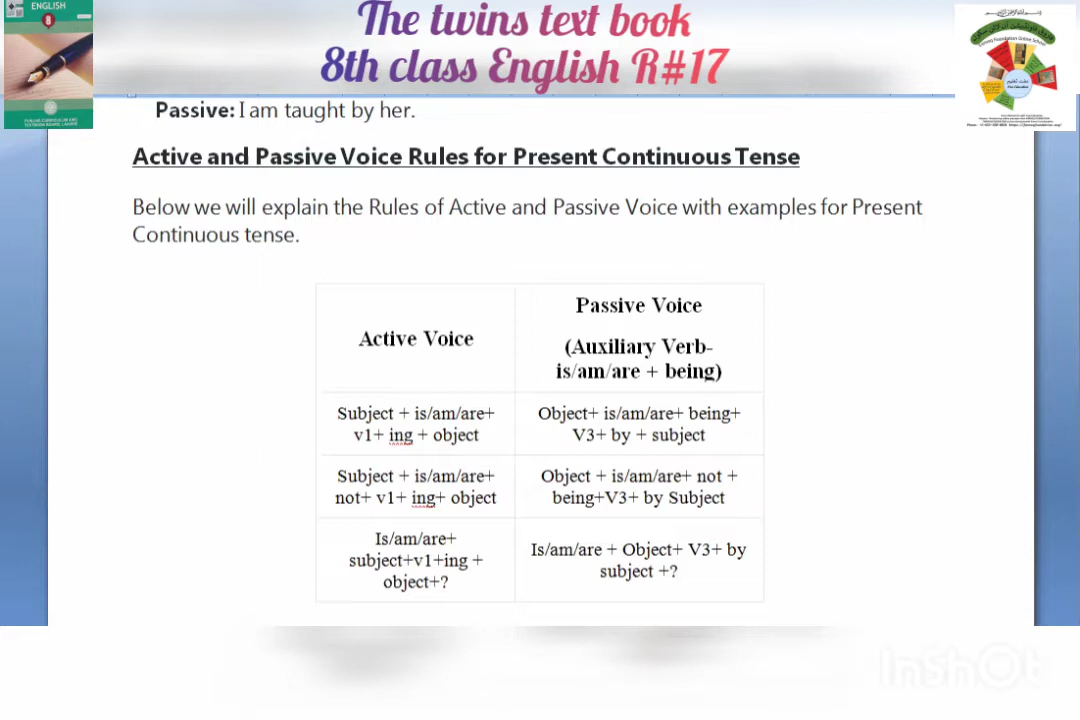 ENGLISH
8
The twins text book
8th class English R#17
Passive: I am taught by her.
Active and Passive Voice Rules for Present Continuous Tense
Below we will explain the Rules of Active and Passive Voice with examples for Present
Continuous tense.
Active Voice
Passive Voice
(Auxiliary Verb-
is/am/are + being)
Subject + is/am/are+
v1+ ing + object
Object+ is/am/are+ being+
V3+ by + subject
Subject + is/am/are+
not+ v1+ ing+ object
Object + is/am/are+ not +
being+V3+ by Subject
Is/am/are+
subject+v1+ing +
object+?
Is/am/are + Object+ V3+ by
subject +?
InShOt